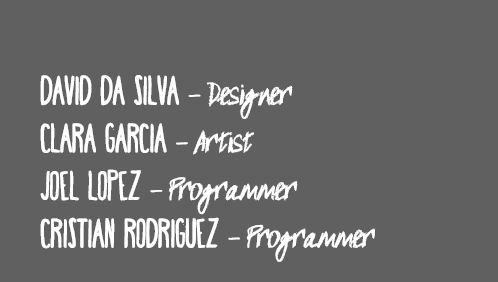 DAVID DA SILVA - Designer
CLARA GARCIA - Artist
JOEL LOPEZ - Programmer
CRISTIAN RODRIGUEZ - Programmer